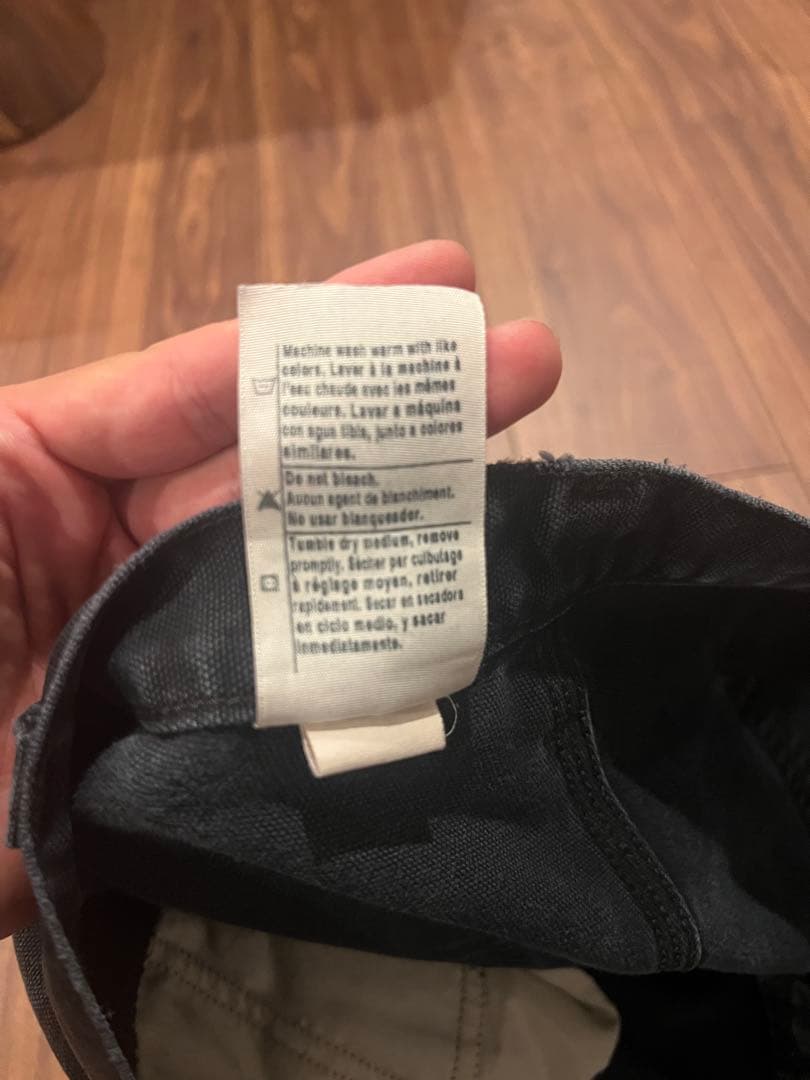 Machine wash warm with like
colors. Laver à la machine à
l'eau chaude avec les mêmes
couleurs. Lavar a máquina
con agua tibia, junto a colores
similares.
Do not bleach.
Aucun agent de blanchiment.
No usar blanqueador.
Tumble dry medium, remove
promptly. Sécher par culbutage
à réglage moyen, retirer
rapidement. Secar en secadora
en ciclo medio, y sacar
inmediatamente.